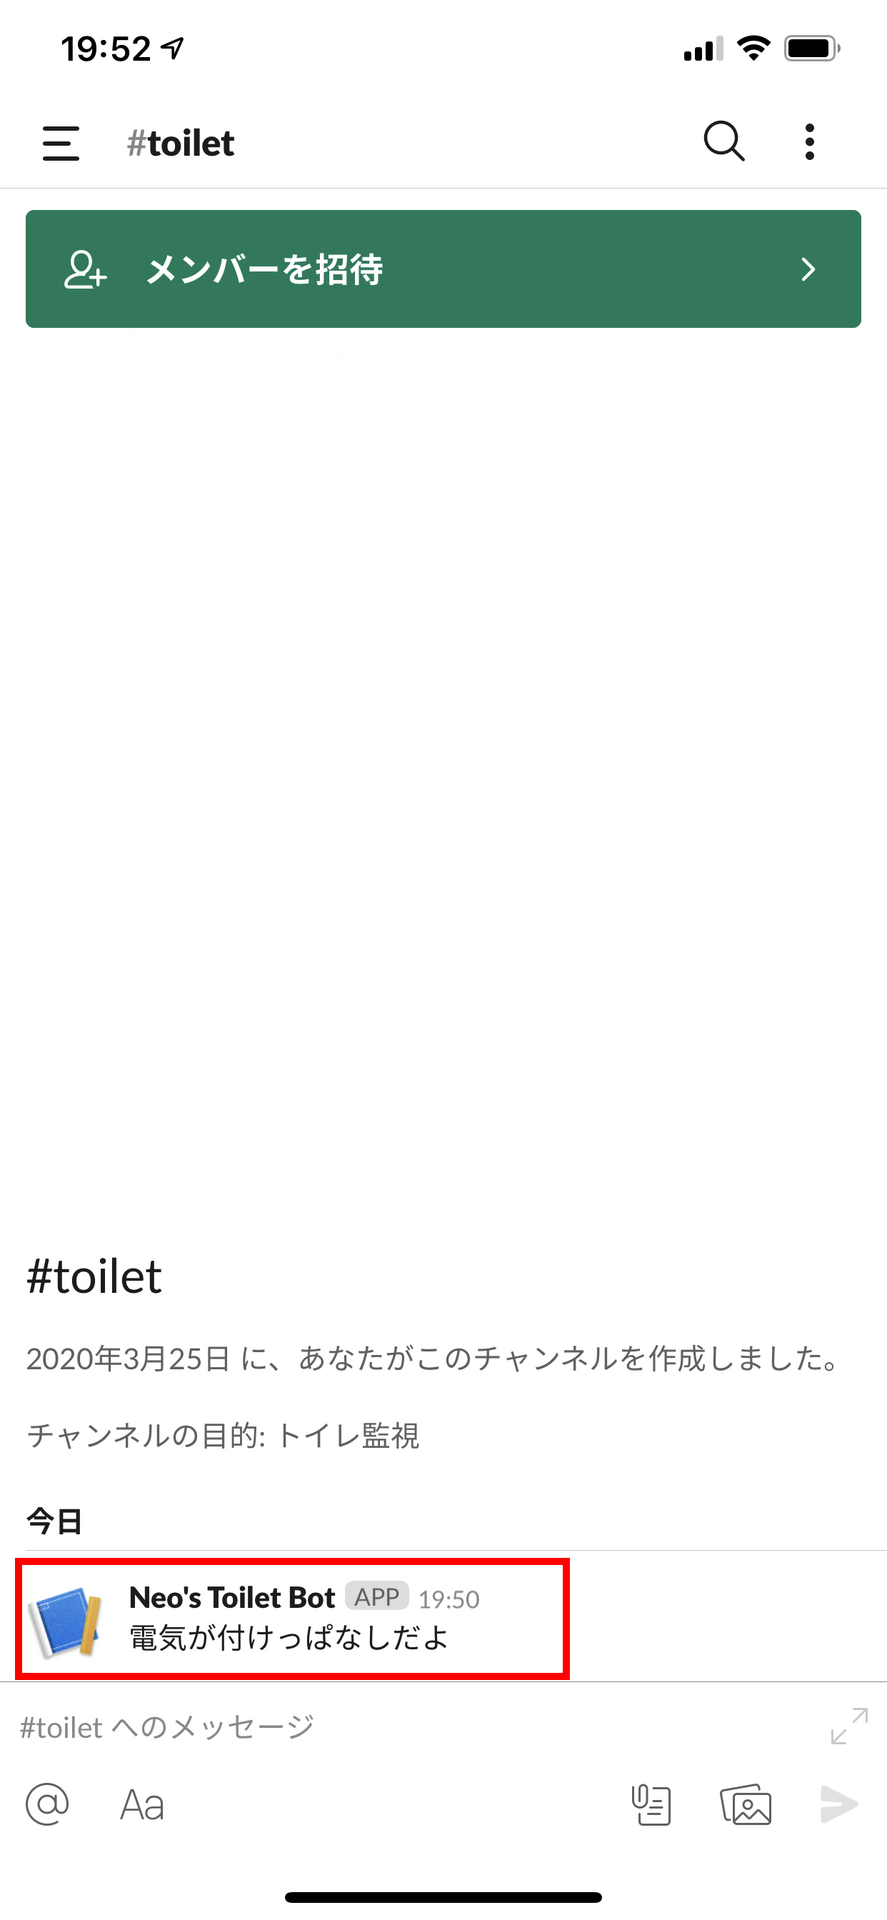 19:52
#toilet
メンバーを招待
#toilet
2020年3月25日 に、あなたがこのチャンネルを作成しました。
チャンネルの目的: トイレ監視
今日
Neo's Toilet Bot APP 19:50
電気が付けっぱなしだよ
#toilet へのメッセージ
@ Aa